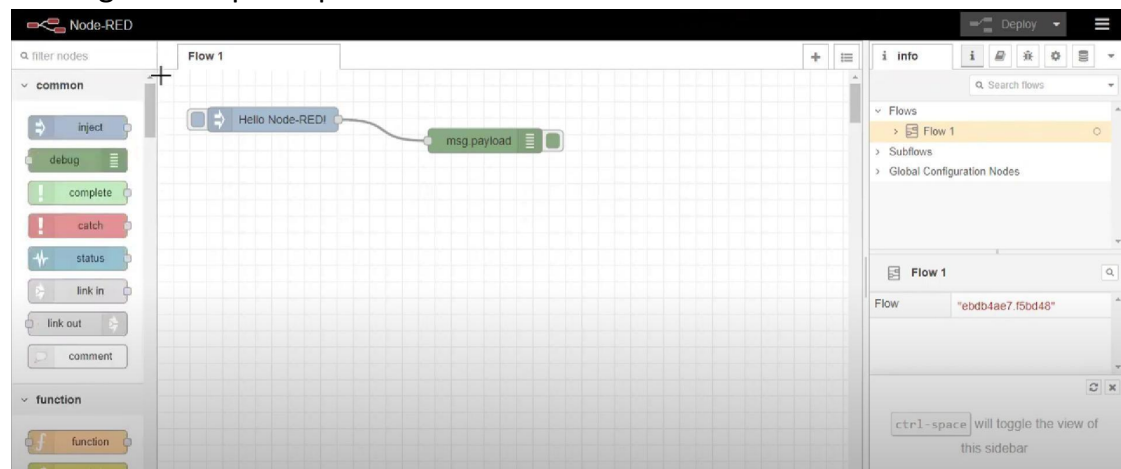 Node-RED
Deploy
filter nodes
Flow 1
i info
i
Search flows
common
Flows
Hello Node-RED!
Flow 1
inject
msg.payload
Subflows
debug
Global Configuration Nodes
complete
catch
status
Flow 1
link in
Flow "ebdb4ae7.f5bd48"
link out
comment
function
ctrl-space will toggle the view of
this sidebar
f function